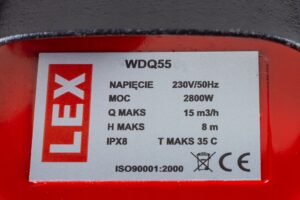 LEX
WDQ55
NAPIĘCIE 230V/50Hz
MOC 2800W
Q MAKS 15 m3/h
H MAKS 8 m
IPX8 T MAKS 35 C
ISO90001:2000 CE